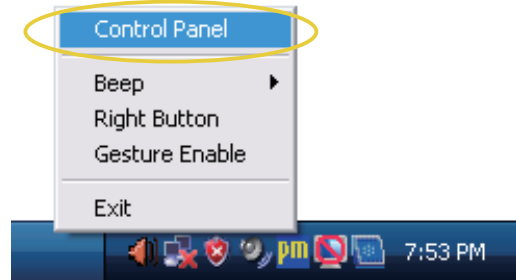 Control Panel
Beep
Right Button
Gesture Enable
Exit
pm 7:53 PM